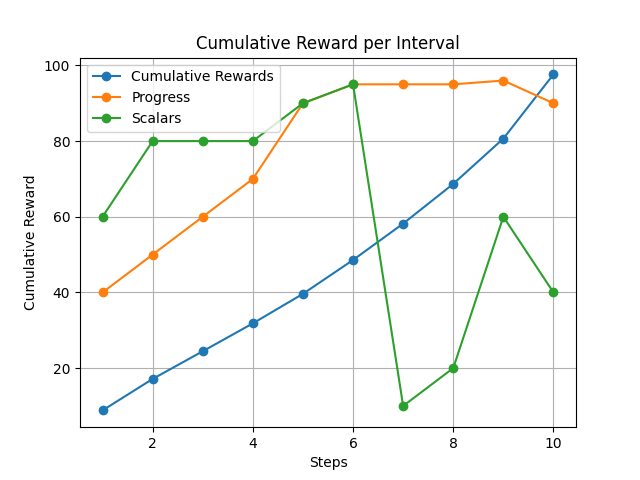 Cumulative Reward per Interval
Cumulative Rewards
Progress
Scalars
Cumulative Reward
100
80
60
40
20
2 4 6 8 10
Steps